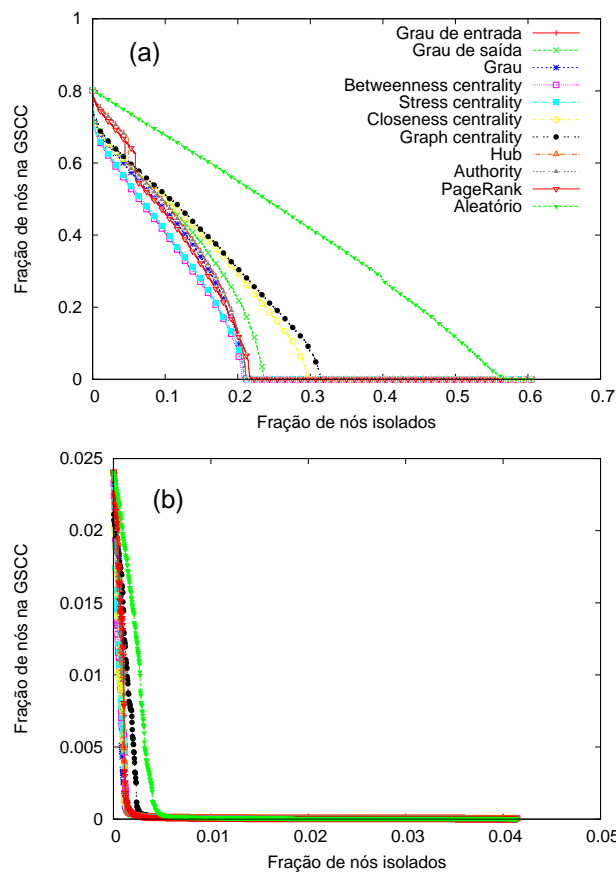 (a)
Grau de entrada
Grau de saída
Grau
Betweenness centrality
Stress centrality
Closeness centrality
Graph centrality
Hub
Authority
PageRank
Aleatório
Fração de nós na GSCC
1
0.8
0.6
0.4
0.2
0
0 0.1 0.2 0.3 0.4 0.5 0.6 0.7
Fração de nós isolados
(b)
Fração de nós na GSCC
0.025
0.02
0.015
0.01
0.005
0
0 0.01 0.02 0.03 0.04 0.05
Fração de nós isolados